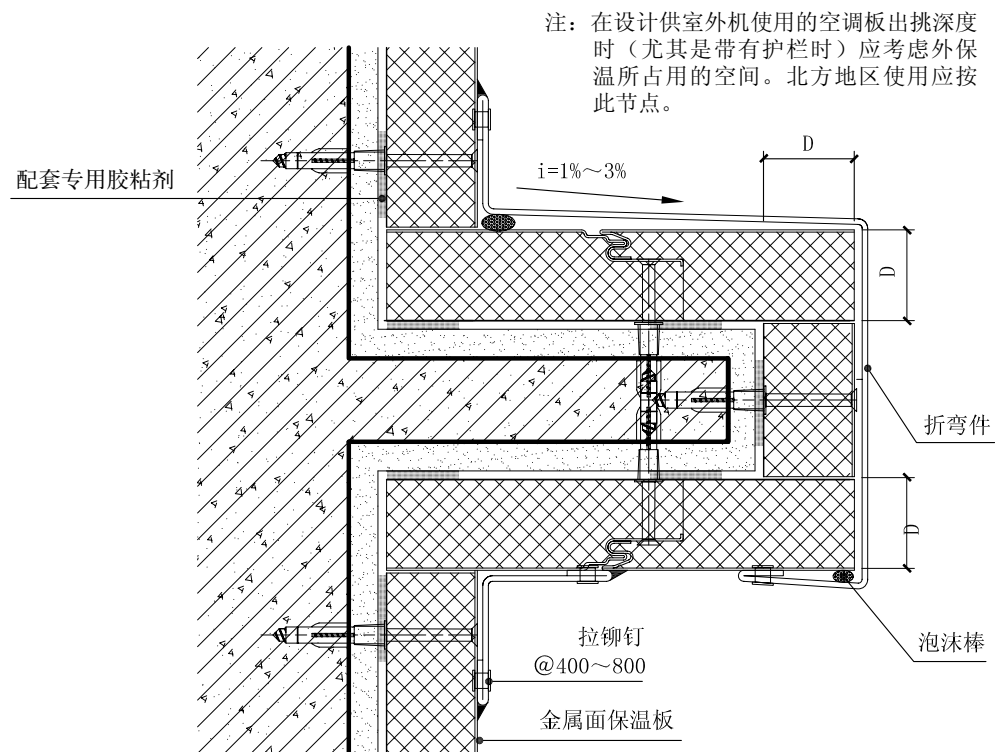 注：在设计供室外机使用的空调板出挑深度
时（尤其是带有护栏时）应考虑外保
温所占用的空间。北方地区使用应按
此节点。
D
i=1%～3%
配套专用胶粘剂
D
折弯件
D
拉铆钉
@400～800
泡沫棒
金属面保温板